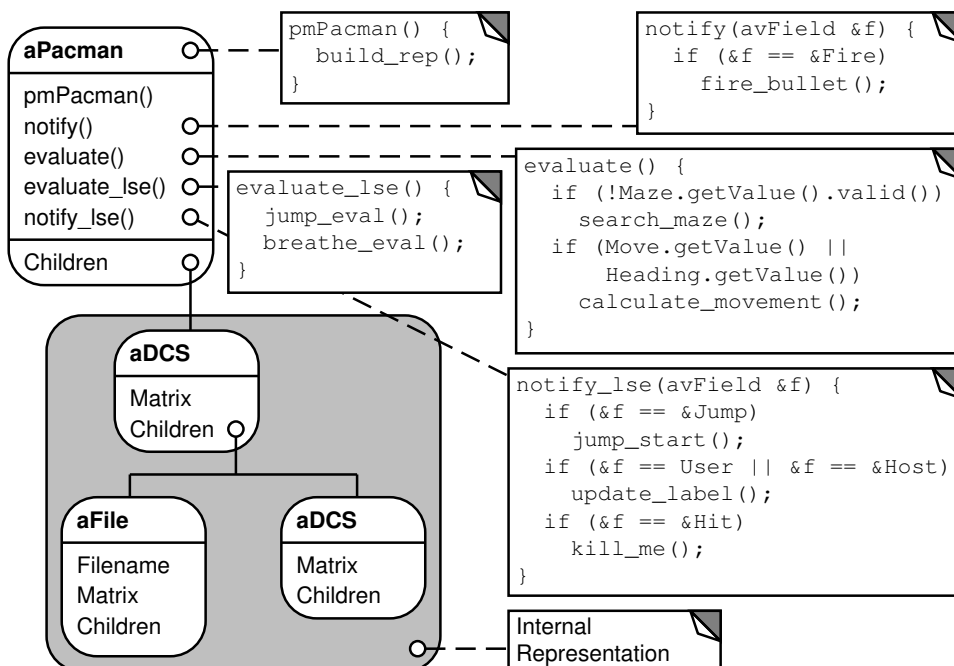 aPacman
pmPacman()
notify()
evaluate()
evaluate_lse()
notify_lse()
Children
pmPacman() {
build_rep();
}
notify(avField &f) {
if (&f == &Fire)
fire_bullet();
}
evaluate() {
if (!Maze.getValue().valid())
search_maze();
if (Move.getValue() ||
Heading.getValue())
calculate_movement();
}
evaluate_lse() {
jump_eval();
breathe_eval();
}
notify_lse(avField &f) {
if (&f == &Jump)
jump_start();
if (&f == User || &f == &Host)
update_label();
if (&f == &Hit)
kill_me();
}
aDCS
Matrix
Children
aFile
Filename
Matrix
Children
aDCS
Matrix
Children
Internal
Representation